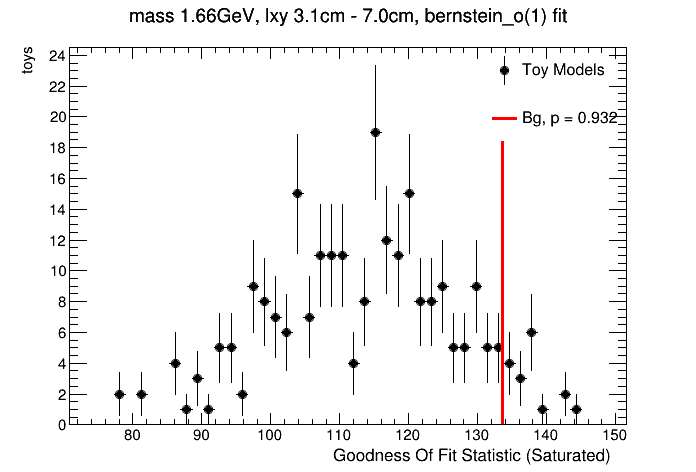 mass 1.66GeV, lxy 3.1cm - 7.0cm, bernstein_o(1) fit
toys
24
22
20
18
16
14
12
10
8
6
4
2
0
Toy Models
Bg, p = 0.932
80 90 100 110 120 130 140 150
Goodness Of Fit Statistic (Saturated)